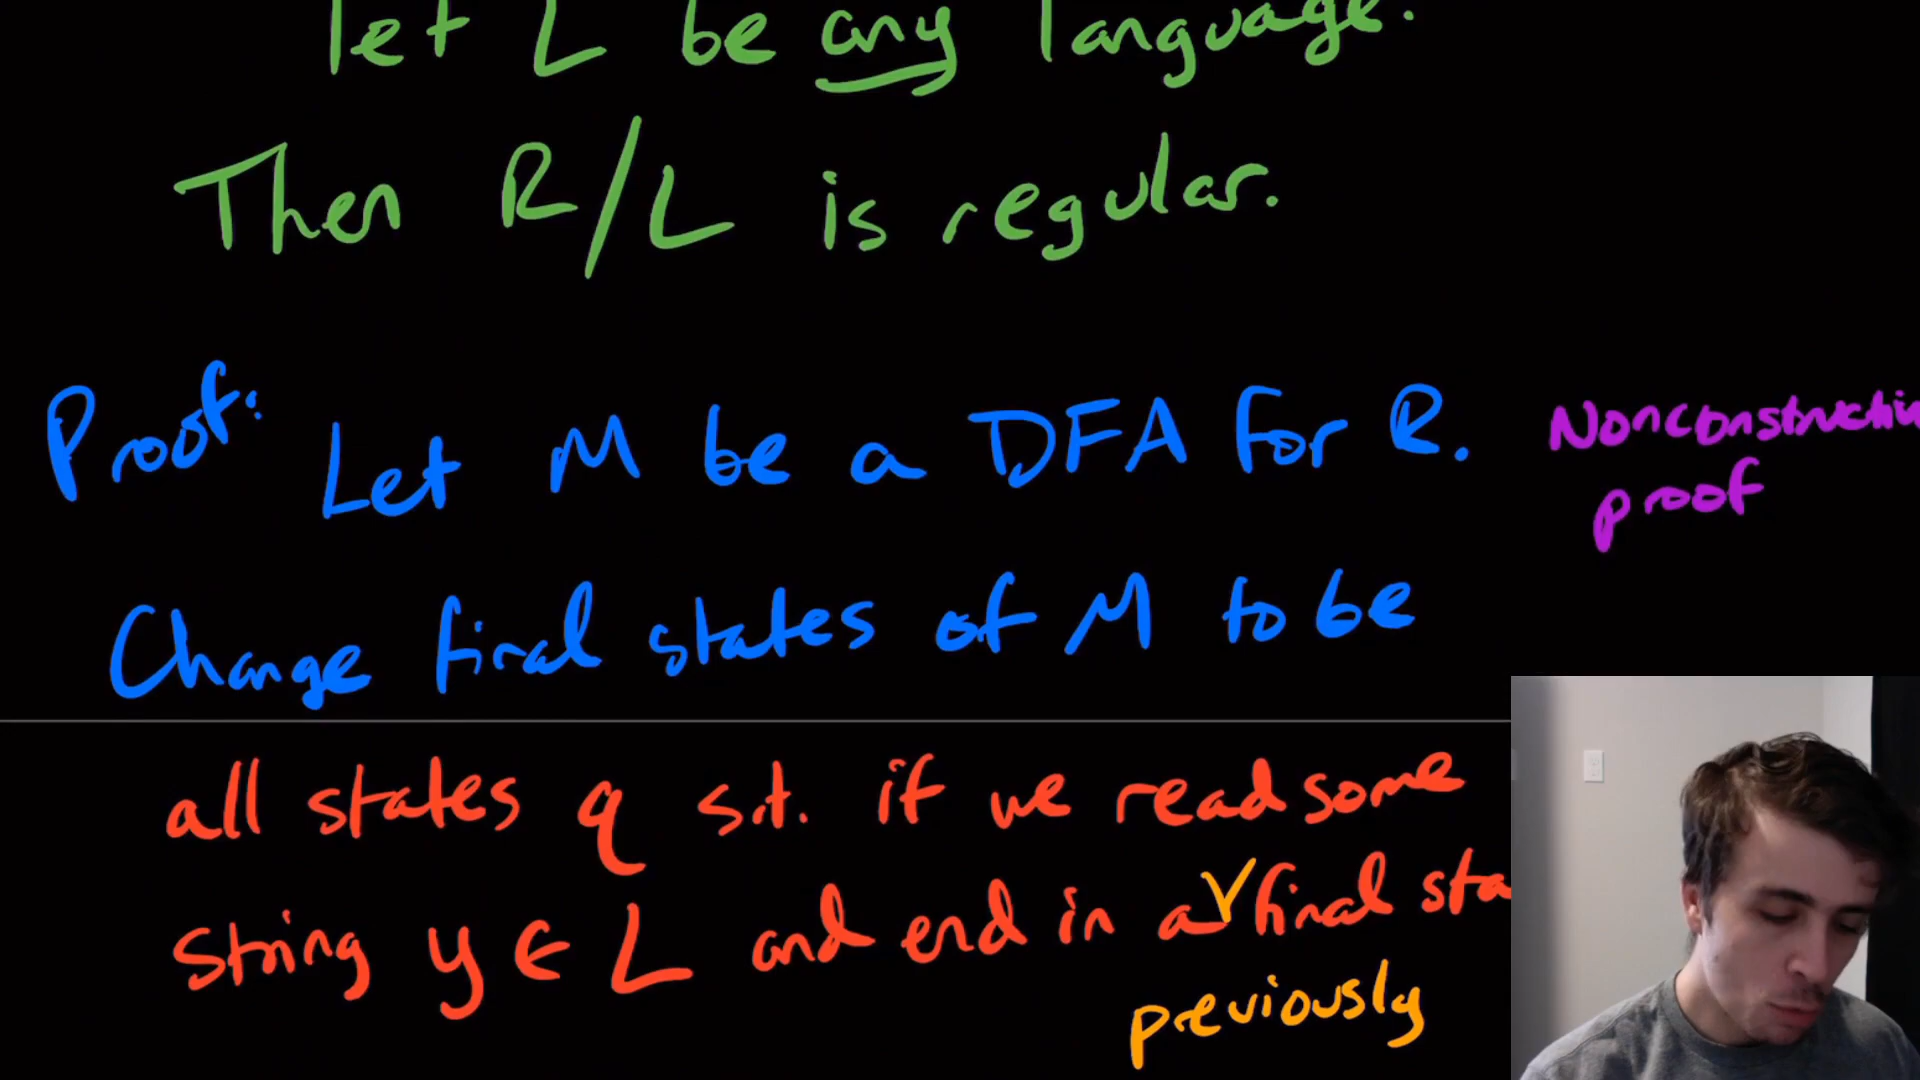 let L be any language.
Then R/L is regular.
Proof: Let M be a DFA for R.
Nonconstructiv
proof
Change final states of M to be
all states q s.t. if we read some
string y ∈ L and end in a final sta
previously